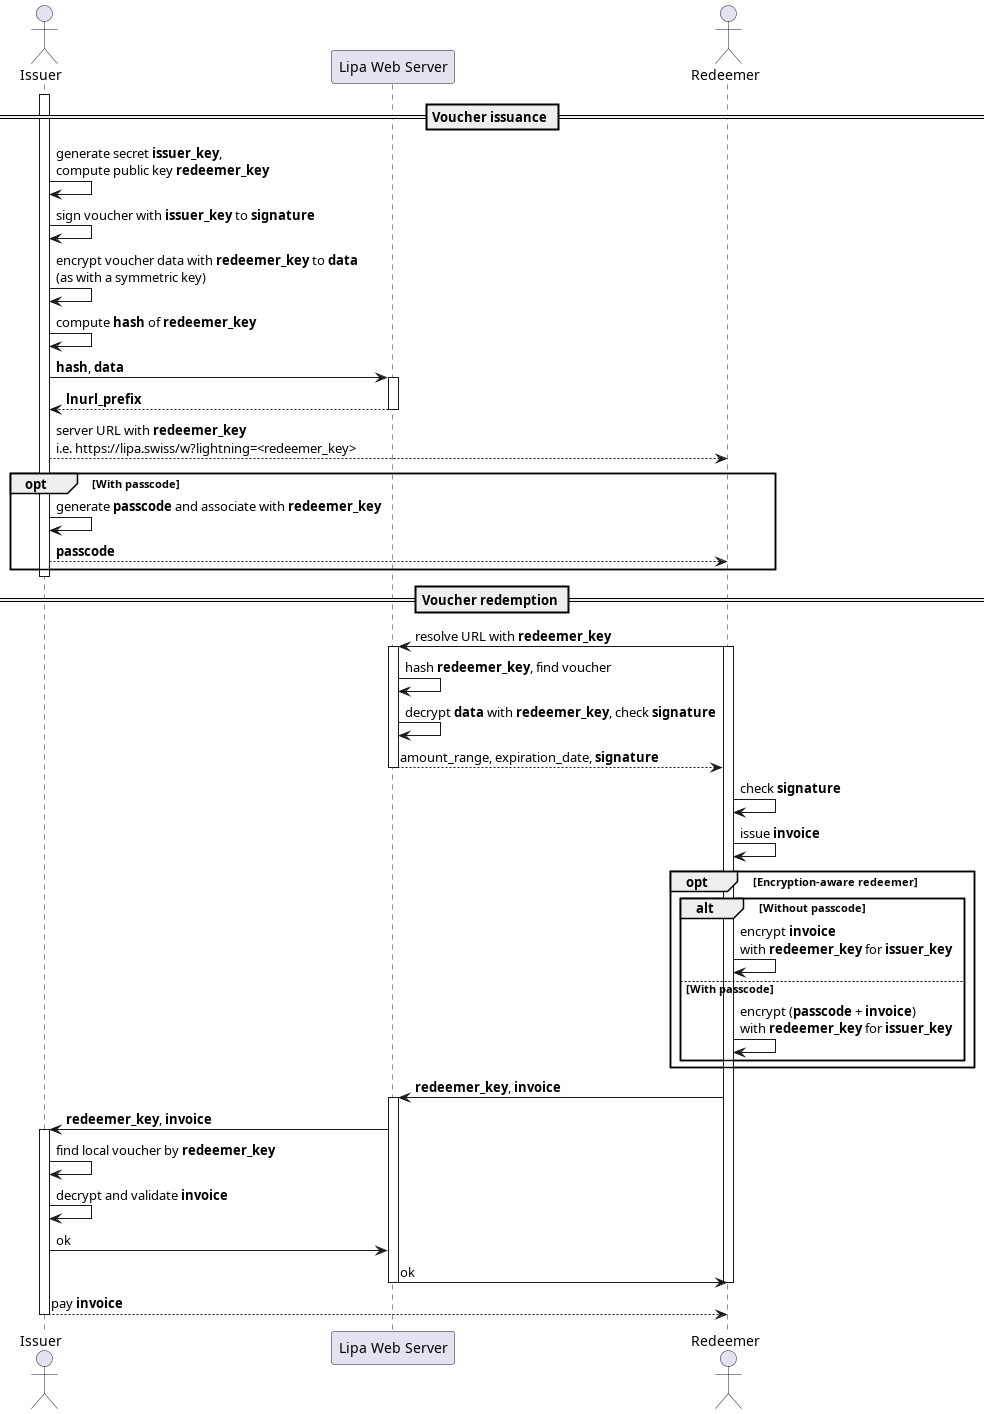 Issuer
Lipa Web Server
Redeemer
Voucher issuance
generate secret issuer_key,
compute public key redeemer_key
sign voucher with issuer_key to signature
encrypt voucher data with redeemer_key to data
(as with a symmetric key)
compute hash of redeemer_key
hash, data
lnurl_prefix
server URL with redeemer_key
i.e. https://lipa.swiss/w?lightning=<redeemer_key>
opt [With passcode]
generate passcode and associate with redeemer_key
passcode
Voucher redemption
resolve URL with redeemer_key
hash redeemer_key, find voucher
decrypt data with redeemer_key, check signature
amount_range, expiration_date, signature
check signature
issue invoice
opt [Encryption-aware redeemer]
alt [Without passcode]
encrypt invoice
with redeemer_key for issuer_key
[With passcode]
encrypt (passcode + invoice)
with redeemer_key for issuer_key
redeemer_key, invoice
redeemer_key, invoice
find local voucher by redeemer_key
decrypt and validate invoice
ok
ok
pay invoice
Issuer
Lipa Web Server
Redeemer